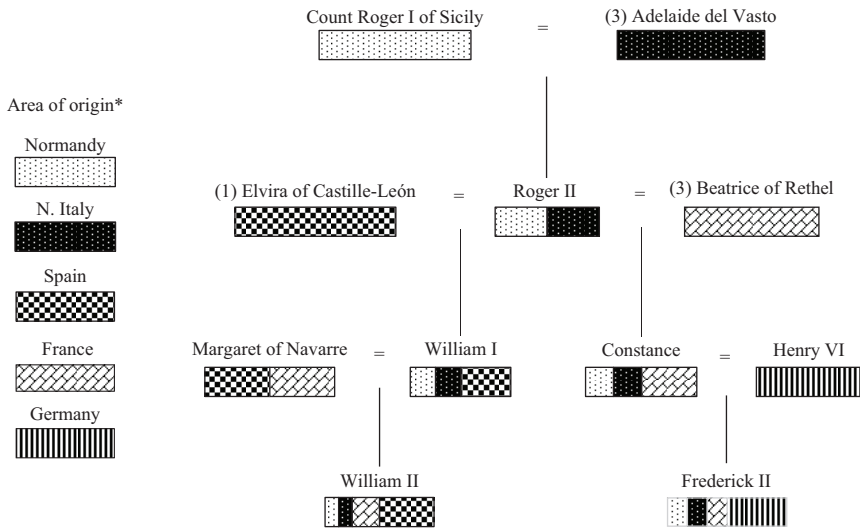 Count Roger I of Sicily = (3) Adelaide del Vasto
Area of origin*
Normandy
N. Italy
Spain
France
Germany
(1) Elvira of Castille-León = Roger II = (3) Beatrice of Rethel
Margaret of Navarre = William I Constance = Henry VI
William II Frederick II